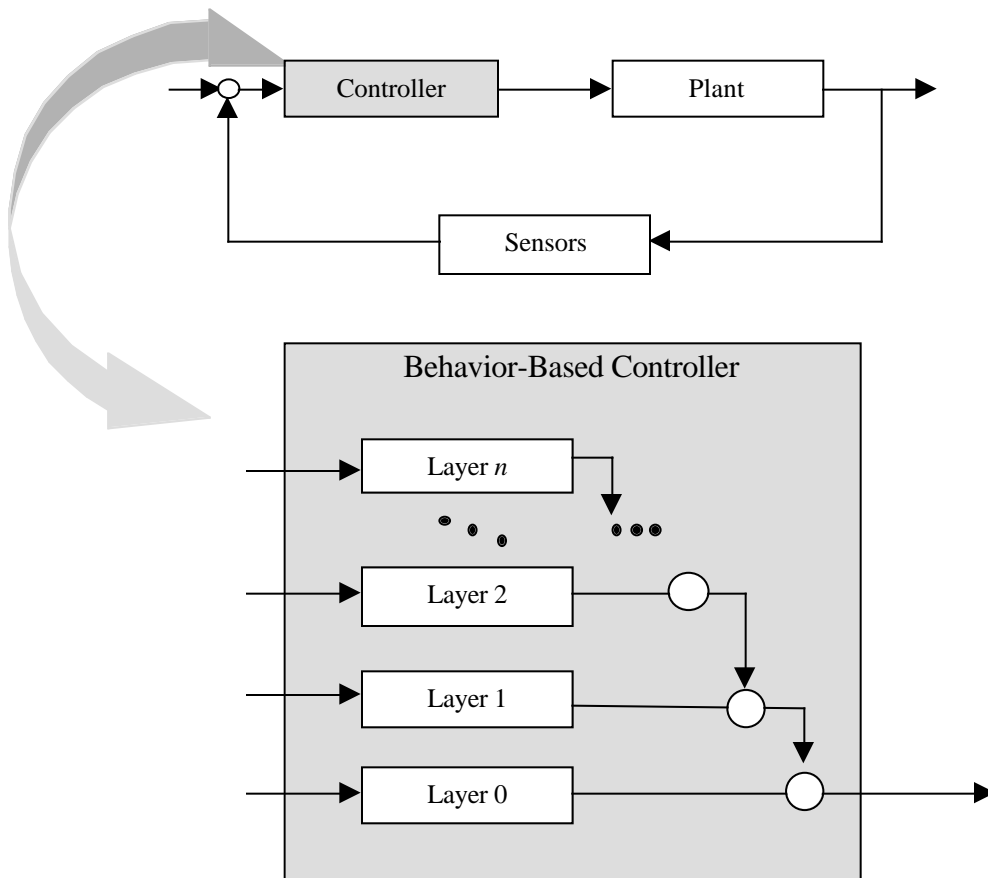 Controller
Plant
Sensors
Behavior-Based Controller
Layer n
Layer 2
Layer 1
Layer 0